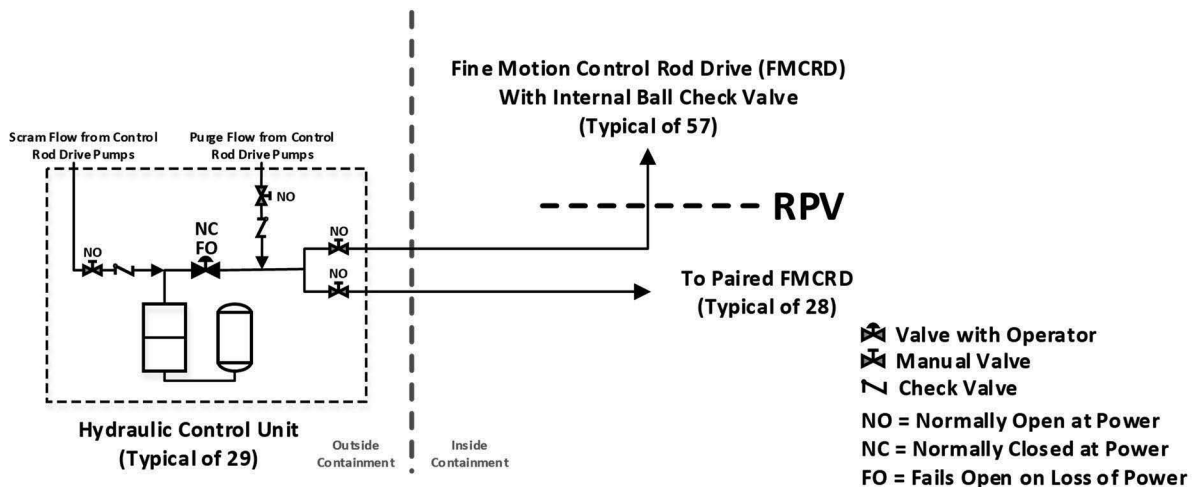 Fine Motion Control Rod Drive (FMCRD)
With Internal Ball Check Valve
(Typical of 57)
Scram Flow from Control
Rod Drive Pumps
Purge Flow from Control
Rod Drive Pumps
NO
NC
FO
NO
NO
NO
RPV
To Paired FMCRD
(Typical of 28)
Hydraulic Control Unit
(Typical of 29)
Outside
Containment
Inside
Containment
Valve with Operator
Manual Valve
Check Valve
NO = Normally Open at Power
NC = Normally Closed at Power
FO = Fails Open on Loss of Power